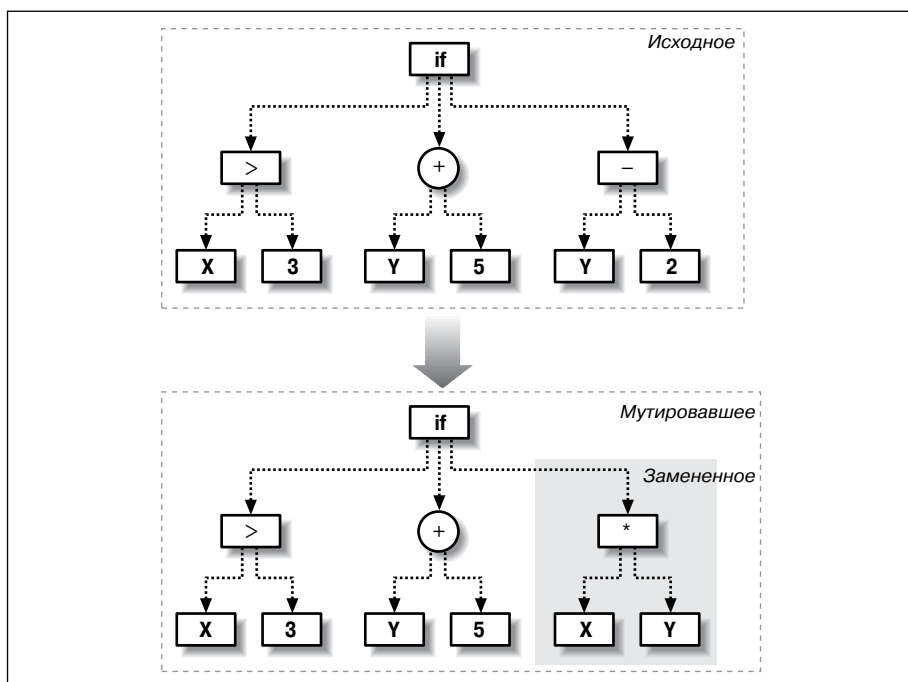 Исходное
if
> + –
X 3 Y 5 Y 2
Мутировавшее
if
Замененное
> + *
X 3 Y 5 X Y